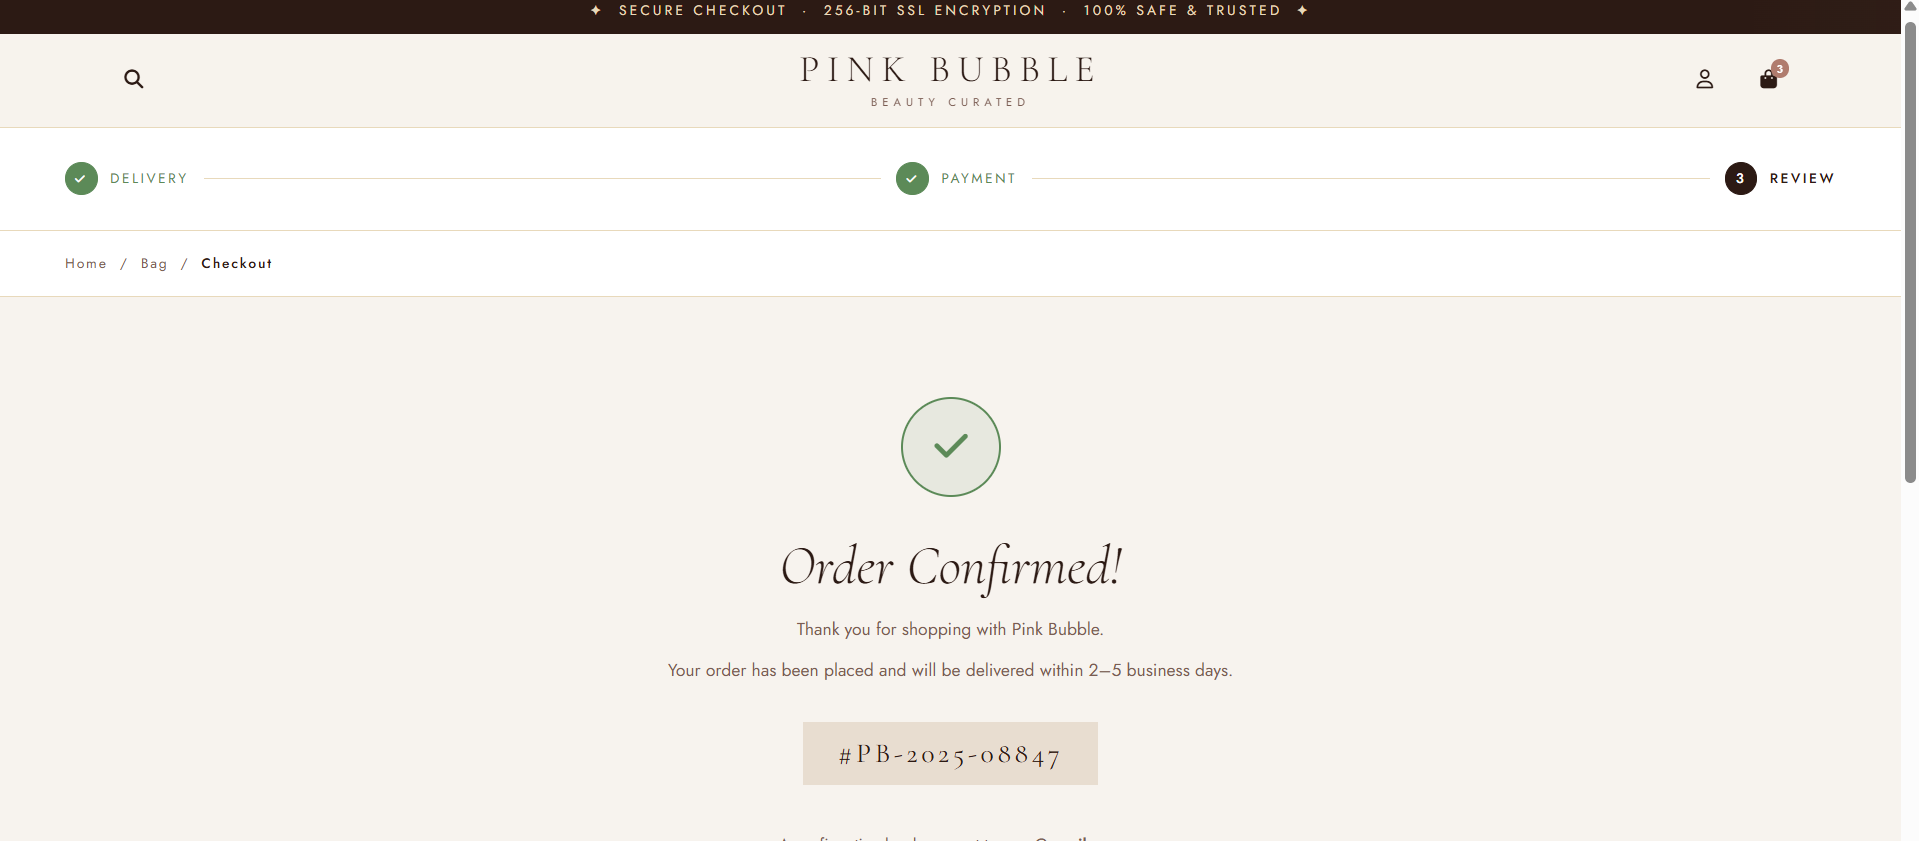 ✦ SECURE CHECKOUT · 256-BIT SSL ENCRYPTION · 100% SAFE & TRUSTED ✦
PINK BUBBLE
BEAUTY CURATED
3
DELIVERY
PAYMENT
3 REVIEW
Home / Bag / Checkout
Order Confirmed!
Thank you for shopping with Pink Bubble.
Your order has been placed and will be delivered within 2–5 business days.
#PB-2025-08847